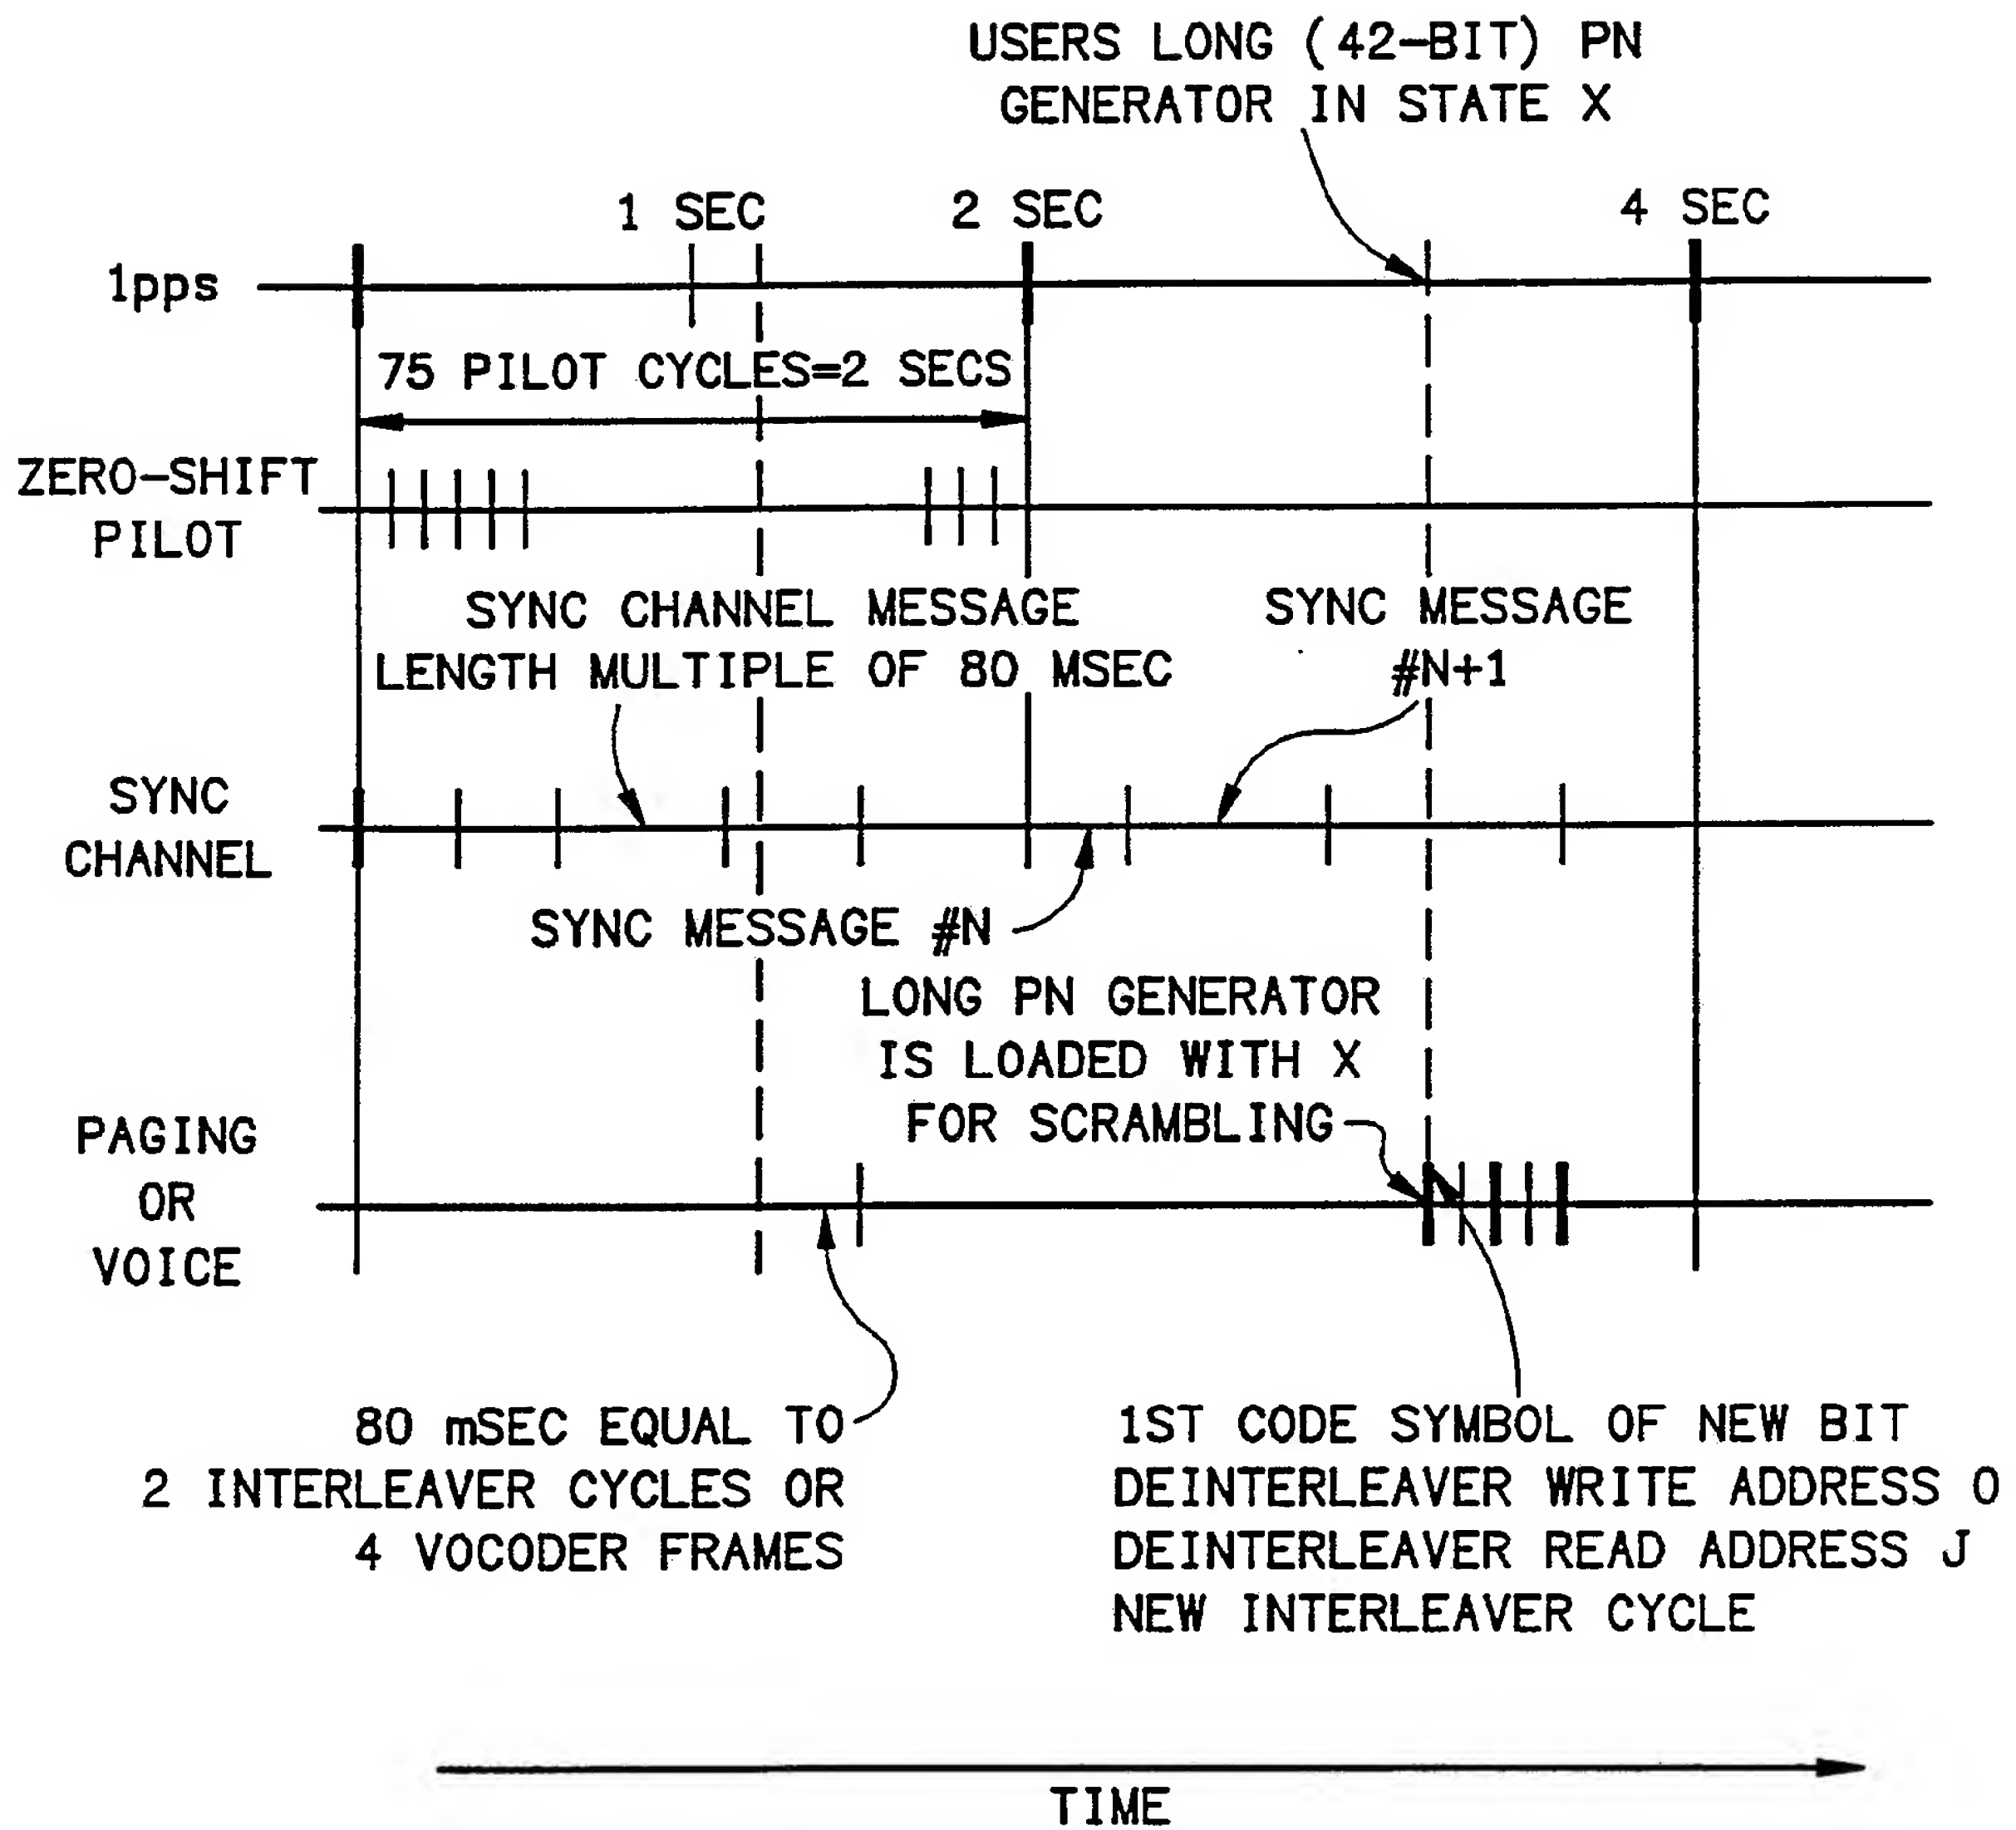 USERS LONG (42-BIT) PN
GENERATOR IN STATE X
1 SEC
2 SEC
4 SEC
1pps
75 PILOT CYCLES=2 SECS
ZERO-SHIFT
PILOT
SYNC CHANNEL MESSAGE
LENGTH MULTIPLE OF 80 MSEC
SYNC MESSAGE
#N+1
SYNC
CHANNEL
SYNC MESSAGE #N
LONG PN GENERATOR
IS LOADED WITH X
FOR SCRAMBLING
PAGING
OR
VOICE
80 mSEC EQUAL TO
2 INTERLEAVER CYCLES OR
4 VOCODER FRAMES
1ST CODE SYMBOL OF NEW BIT
DEINTERLEAVER WRITE ADDRESS 0
DEINTERLEAVER READ ADDRESS J
NEW INTERLEAVER CYCLE
TIME